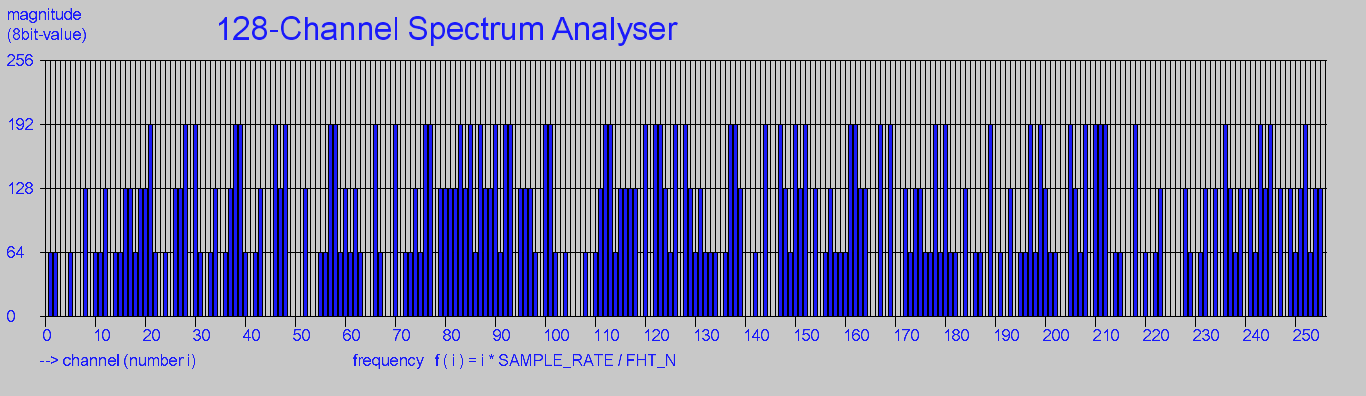 magnitude
(8bit-value)
128-Channel Spectrum Analyser
256
192
128
64
0
0 10 20 30 40 50 60 70 80 90 100 110 120 130 140 150 160 170 180 190 200 210 220 230 240 250
--> channel (number i)
frequency f ( i ) = i * SAMPLE_RATE / FHT_N